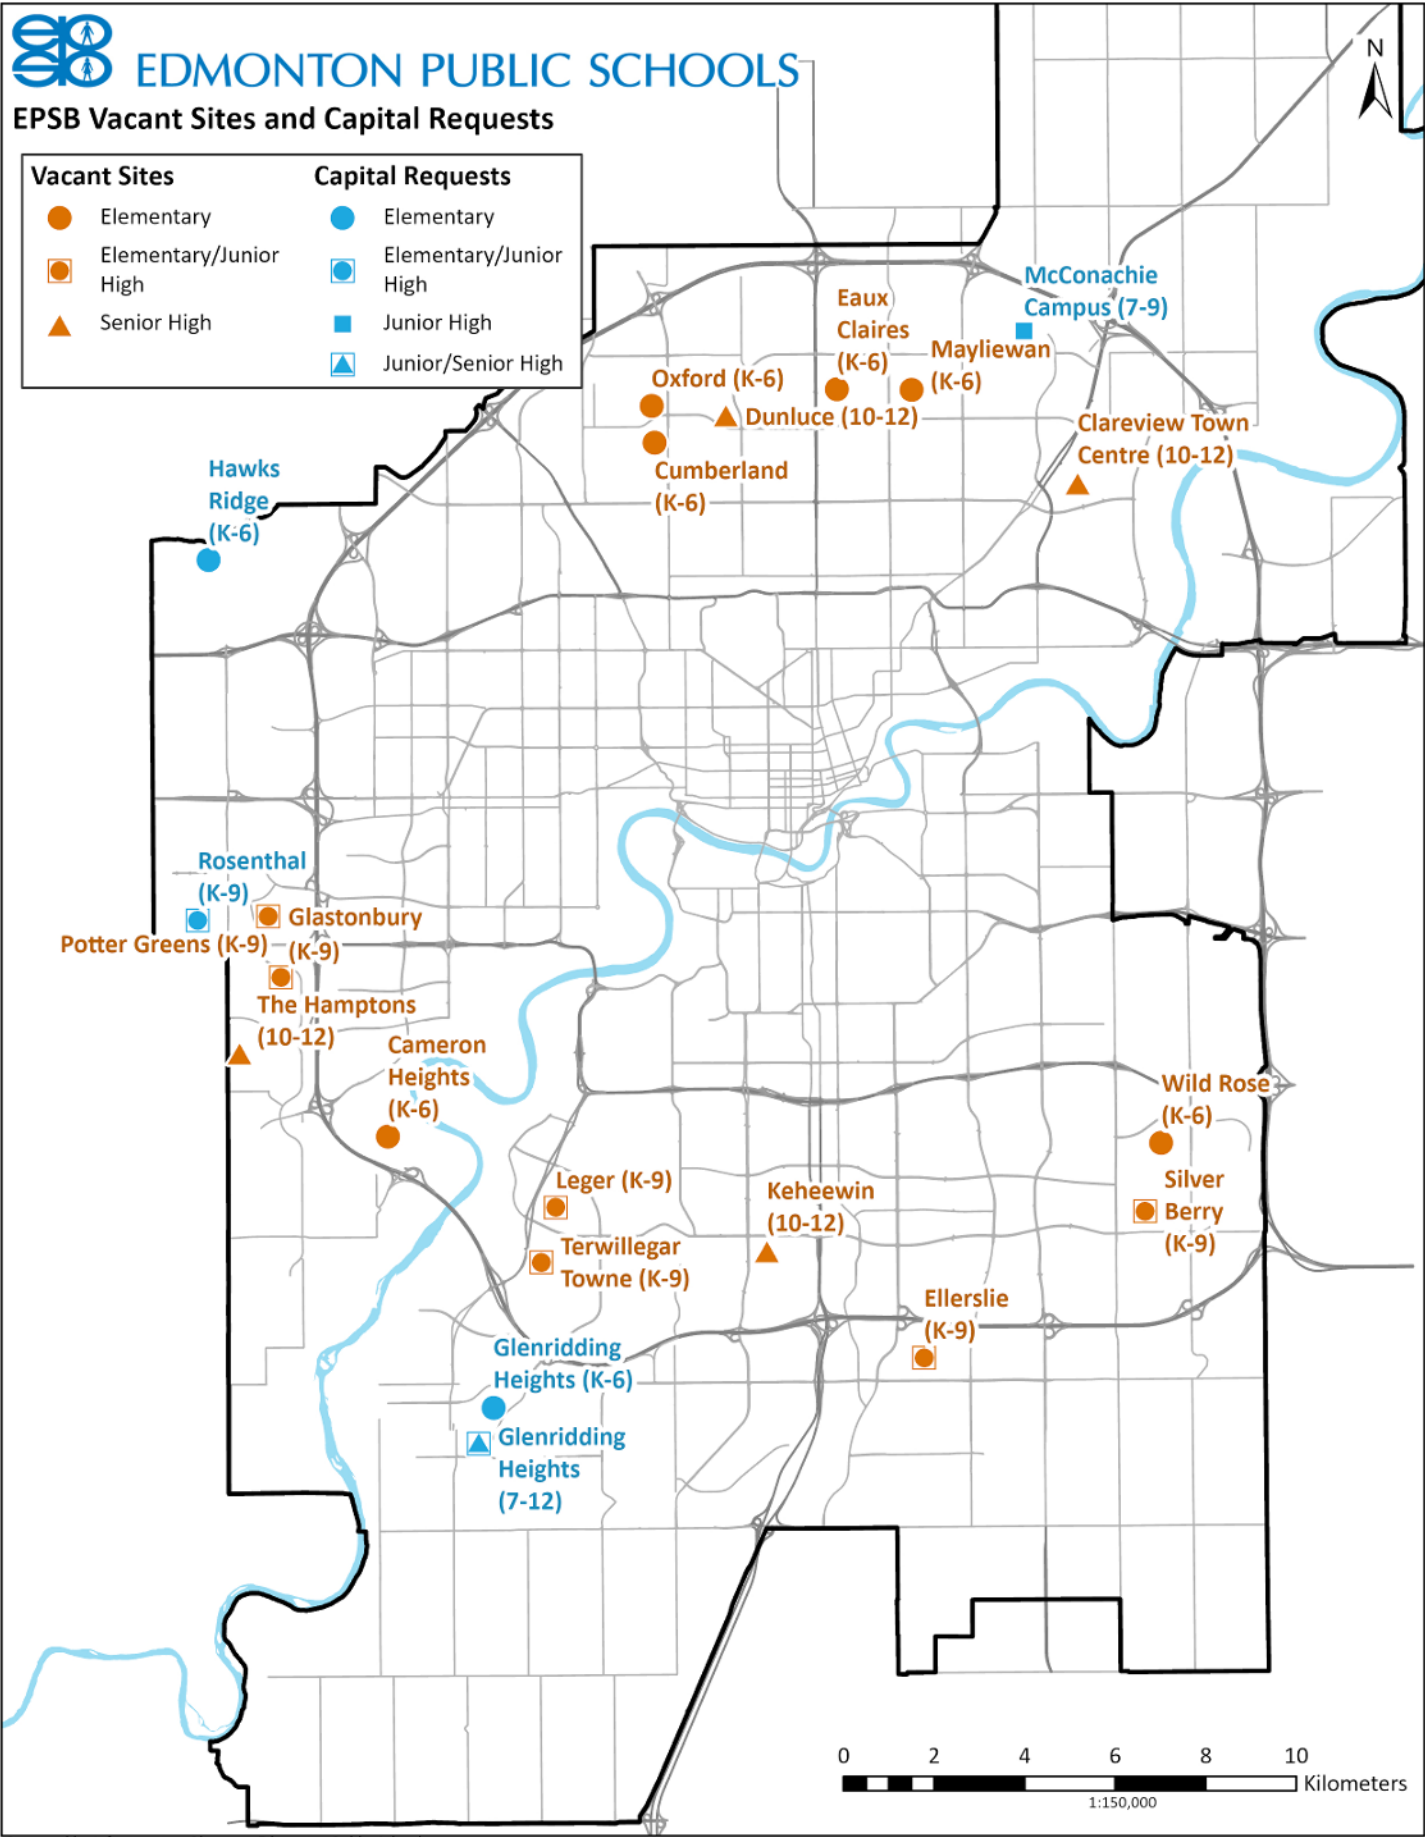 EDMONTON PUBLIC SCHOOLS
EPSB Vacant Sites and Capital Requests
Vacant Sites
Elementary
Elementary/Junior
High
Senior High
Capital Requests
Elementary
Elementary/Junior
High
Junior High
Junior/Senior High
N
McConachie
Campus (7-9)
Eaux
Claires
(K-6)
Mayliewan
(K-6)
Oxford (K-6)
Dunluce (10-12)
Cumberland
(K-6)
Clareview Town
Centre (10-12)
Hawks
Ridge
(K-6)
Rosenthal
(K-9)
Glastonbury
(K-9)
Potter Greens (K-9)
The Hamptons
(10-12)
Cameron
Heights
(K-6)
Wild Rose
(K-6)
Silver
Berry
(K-9)
Leger (K-9)
Keheewin
(10-12)
Terwillegar
Towne (K-9)
Ellerslie
(K-9)
Glenridding
Heights (K-6)
Glenridding
Heights
(7-12)
0 2 4 6 8 10
Kilometers
1:150,000